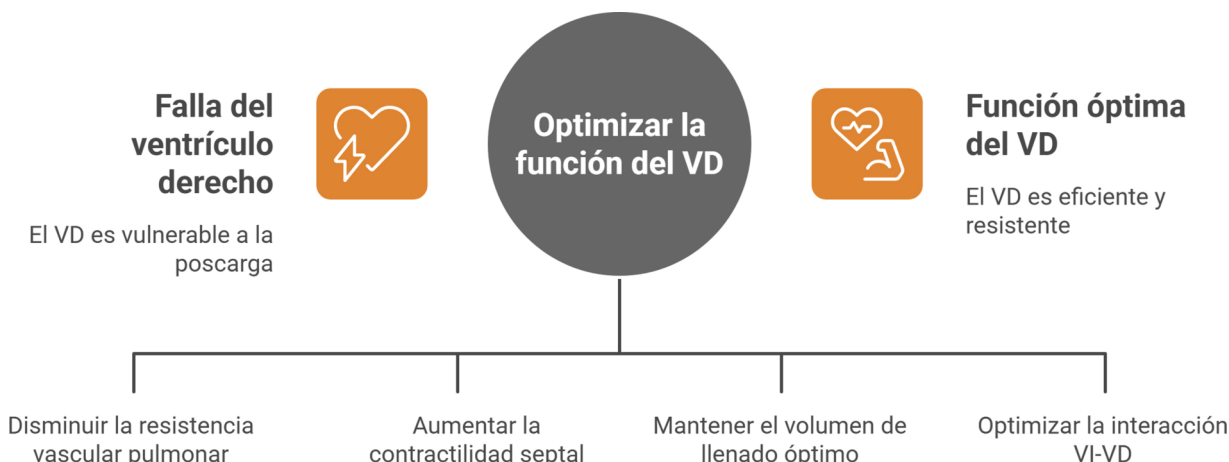 Falla del
ventrículo
derecho
El VD es vulnerable a la
poscarga
Optimizar la
función del VD
Función óptima
del VD
El VD es eficiente y
resistente
Disminuir la resistencia
vascular pulmonar
Aumentar la
contractilidad septal
Mantener el volumen de
llenado óptimo
Optimizar la interacción
VI-VD